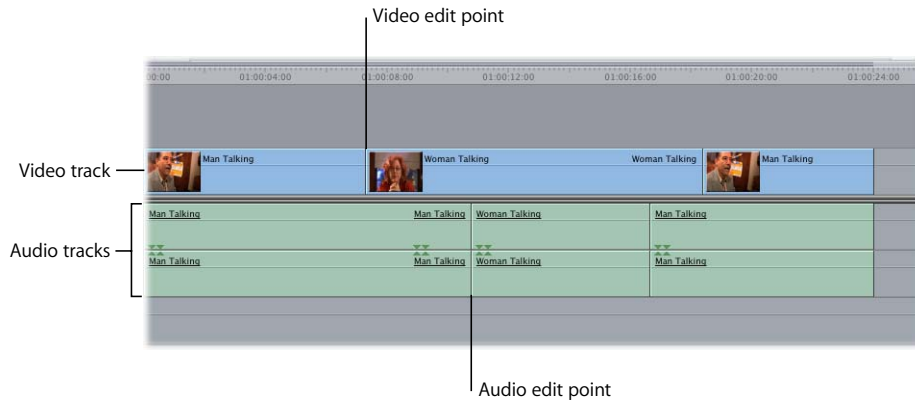 Video edit point
00:00 01:00:04:00 01:00:08:00 01:00:12:00 01:00:16:00 01:00:20:00 01:00:24:00
Video track
Man Talking Woman Talking Woman Talking Man Talking
Audio tracks
Man Talking Man Talking Woman Talking Man Talking
Man Talking Man Talking Woman Talking Man Talking
Audio edit point